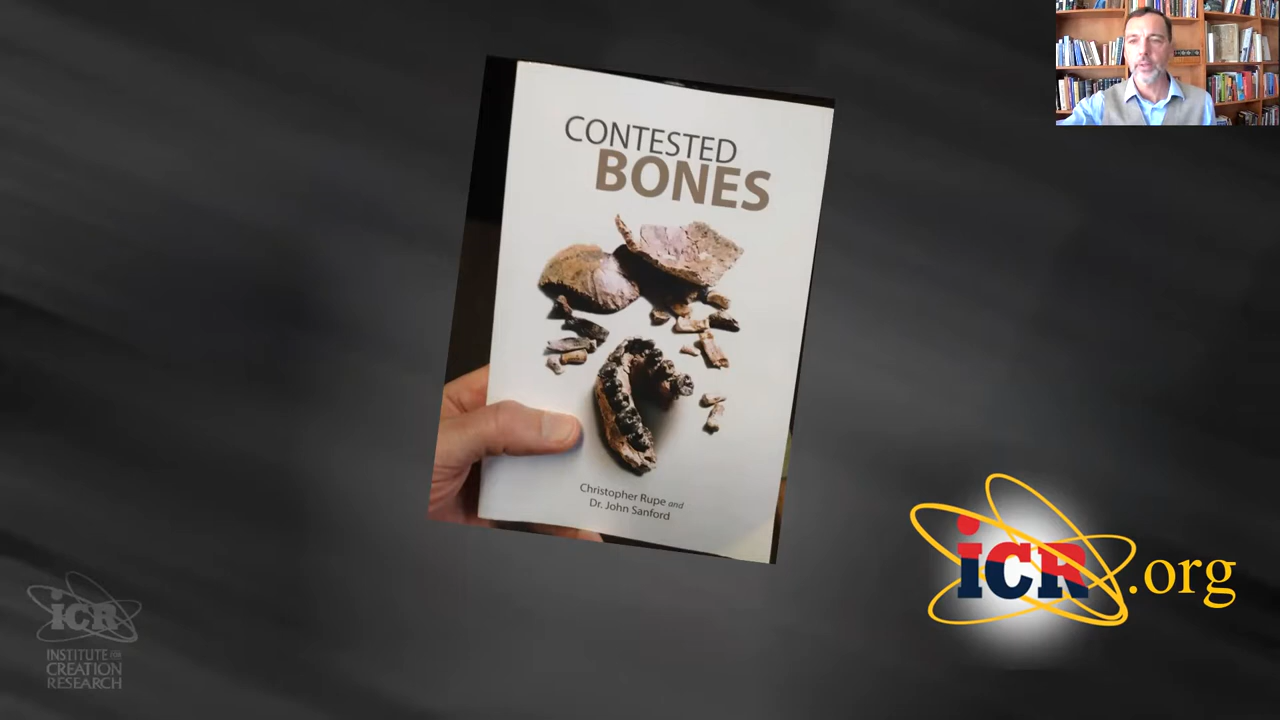 CONTESTED
BONES
Christopher Rupe and
Dr. John Sanford
iCR.org
iCR
INSTITUTE FOR
CREATION
RESEARCH